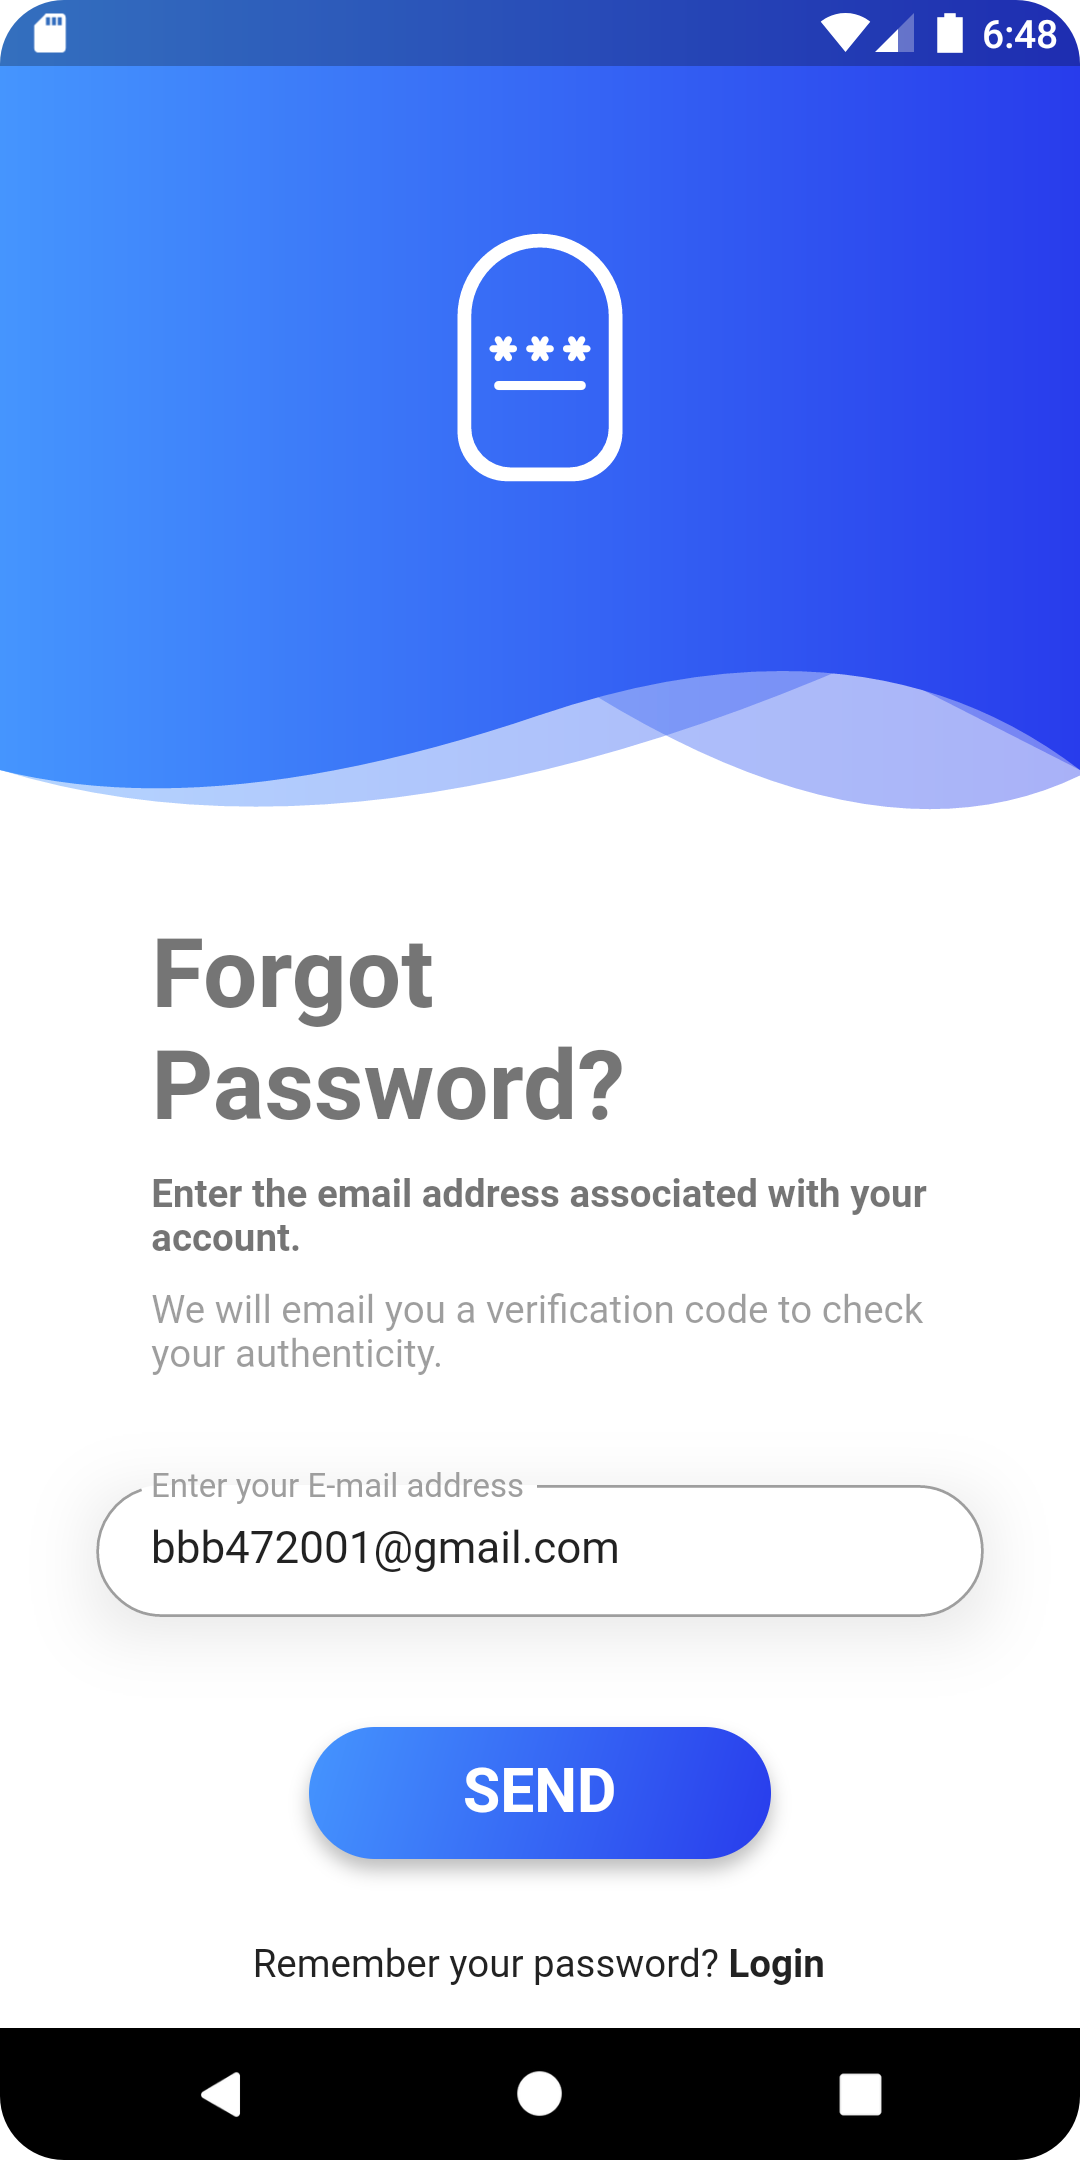 6:48
***
Forgot
Password?
Enter the email address associated with your
account.
We will email you a verification code to check
your authenticity.
Enter your E-mail address
bbb472001@gmail.com
SEND
Remember your password? Login